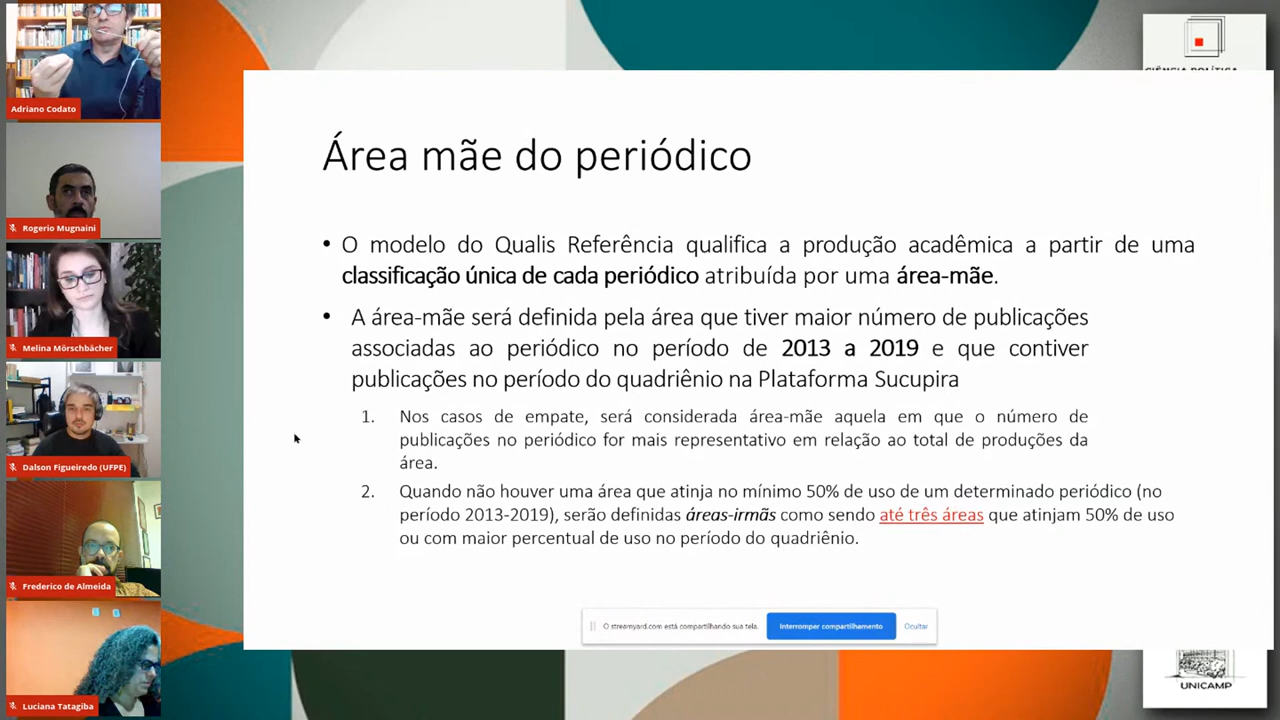 Adriano Codato
Rogerio Mugnaini
Melina Mörschbächer
Dalson Figueiredo (UFPE)
Frederico de Almeida
Luciana Tatagiba
CIÊNCIA POLÍTICA
Área mãe do periódico
• O modelo do Qualis Referência qualifica a produção acadêmica a partir de uma
classificação única de cada periódico atribuída por uma área-mãe.
• A área-mãe será definida pela área que tiver maior número de publicações
associadas ao periódico no período de 2013 a 2019 e que contiver
publicações no período do quadriênio na Plataforma Sucupira
1. Nos casos de empate, será considerada área-mãe aquela em que o número de
publicações no periódico for mais representativo em relação ao total de produções da
área.
2. Quando não houver uma área que atinja no mínimo 50% de uso de um determinado periódico (no
período 2013-2019), serão definidas áreas-irmãs como sendo até três áreas que atinjam 50% de uso
ou com maior percentual de uso no período do quadriênio.
O streamyard.com está compartilhando sua tela.
Interromper compartilhamento
Ocultar
UNICAMP